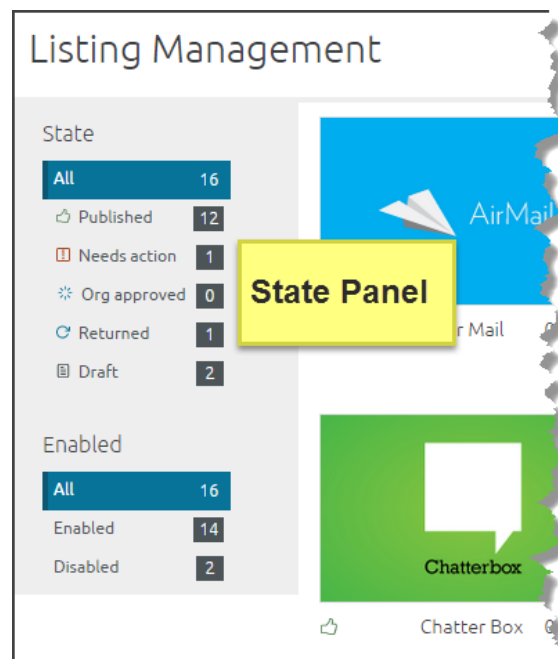 Listing Management
State
All 16
Published 12
Needs action 1
Org approved 0
Returned 1
Draft 2
State Panel
AirMail
r Mail
Enabled
All 16
Enabled 14
Disabled 2
Chatterbox
Chatter Box